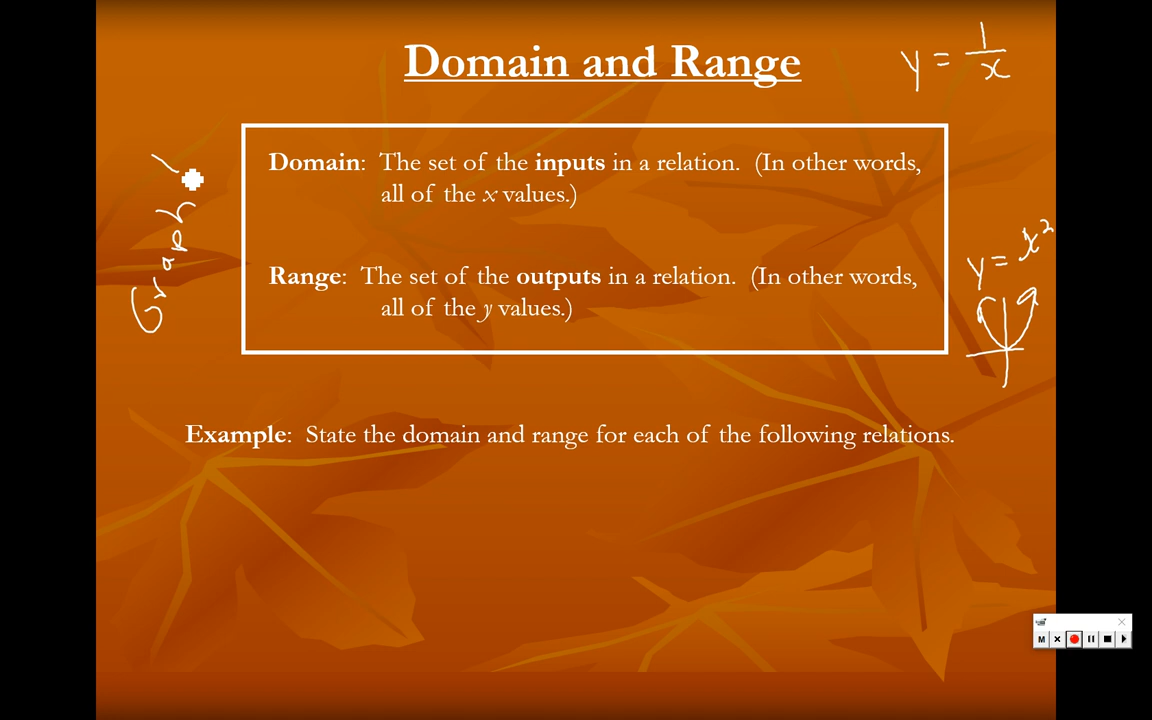 Domain and Range
y = 1/x
Domain: The set of the inputs in a relation. (In other words,
all of the x values.)
Range: The set of the outputs in a relation. (In other words,
all of the y values.)
Graph
y = x²
Example: State the domain and range for each of the following relations.
M